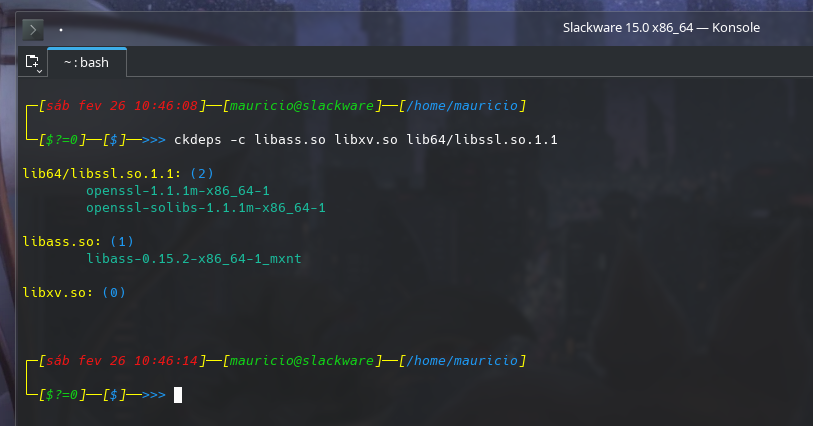 Slackware 15.0 x86_64 — Konsole
~ : bash
┌─[sáb fev 26 10:46:08]──[mauricio@slackware]──[/home/mauricio]
└─[$?=0]──[$]──>>> ckdeps -c libass.so libxv.so lib64/libssl.so.1.1
lib64/libssl.so.1.1: (2)
openssl-1.1.1m-x86_64-1
openssl-solibs-1.1.1m-x86_64-1
libass.so: (1)
libass-0.15.2-x86_64-1_mxnt
libxv.so: (0)
┌─[sáb fev 26 10:46:14]──[mauricio@slackware]──[/home/mauricio]
└─[$?=0]──[$]──>>>